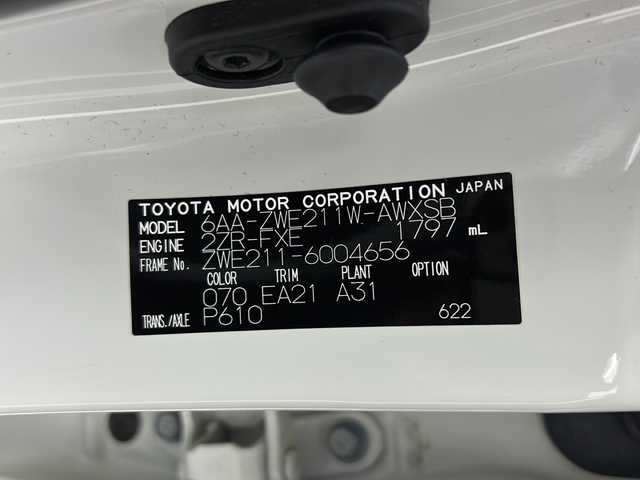 TOYOTA MOTOR CORPORATION JAPAN
MODEL 6AA-ZWE211W-AWXSB
ENGINE 2ZR-FXE 1797 mL
FRAME No. ZWE211-6004656
COLOR TRIM PLANT OPTION
070 EA21 A31
TRANS./AXLE P610 622